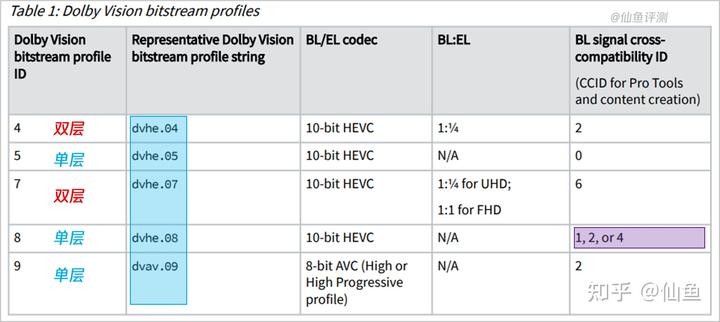 Table 1: Dolby Vision bitstream profiles
@仙鱼评测
Dolby Vision bitstream profile ID
Representative Dolby Vision bitstream profile string
BL/EL codec
BL:EL
BL signal cross-compatibility ID
(CCID for Pro Tools and content creation)
4 双层 dvhe.04 10-bit HEVC 1:¼ 2
5 单层 dvhe.05 10-bit HEVC N/A 0
7 双层 dvhe.07 10-bit HEVC 1:¼ for UHD; 6
1:1 for FHD
8 单层 dvhe.08 10-bit HEVC N/A 1, 2, or 4
9 单层 dvav.09 8-bit AVC (High or High Progressive profile) N/A 2
知乎 @仙鱼